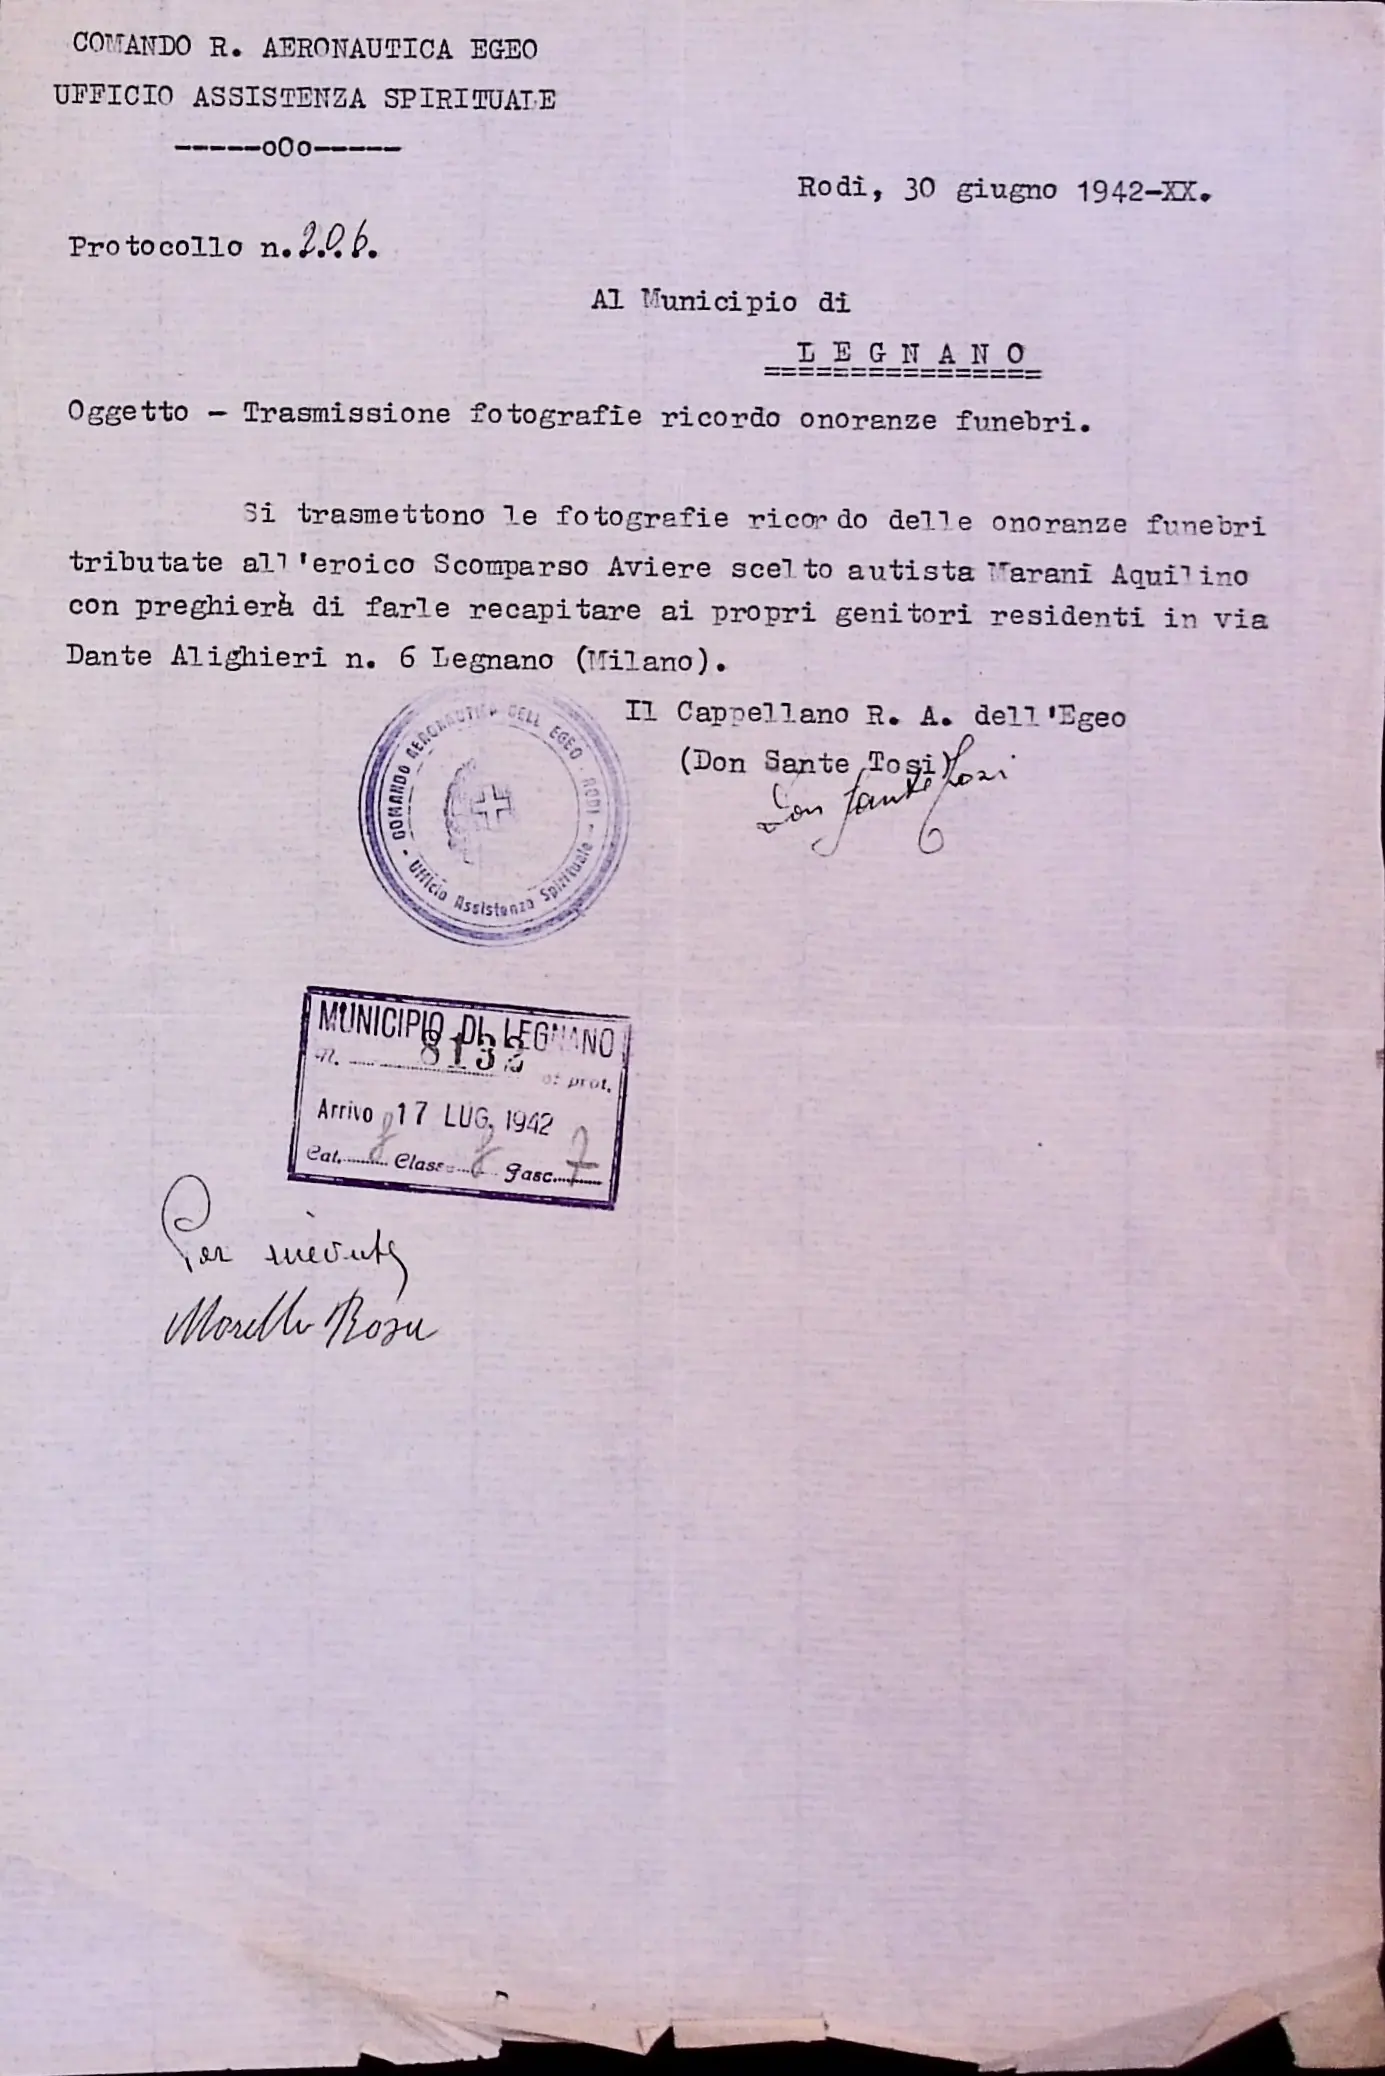 COMANDO R. AERONAUTICA EGEO
UFFICIO ASSISTENZA SPIRITUALE
-----oOo-----
Rodi, 30 giugno 1942-XX.
Protocollo n. 206.
Al Municipio di
L E G N A N O
================
Oggetto - Trasmissione fotografie ricordo onoranze funebri.
Si trasmettono le fotografie ricordo delle onoranze funebri
tributate all'eroico Scomparso Aviere scelto autista Marani Aquilino
con preghierà di farle recapitare ai propri genitori residenti in via
Dante Alighieri n. 6 Legnano (Milano).
Il Cappellano R. A. dell'Egeo
(Don Sante Tosi)
Don Sante Tosi
COMANDO AERONAUTICA DELL EGEO - RODI -
Ufficio Assistenza Spirituale
MUNICIPIO DI LEGNANO
N. di prot.
Arrivo 17 LUG. 1942
Cat. 8 Classe 8 Fasc. 7
Per ricevuta